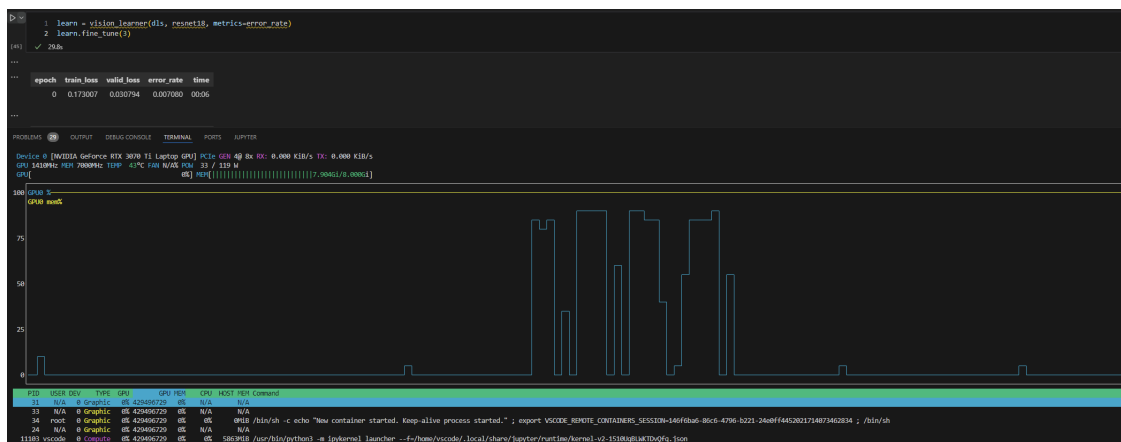 1 learn = vision_learner(dls, resnet18, metrics=error_rate)
2 learn.fine_tune(3)
[45] ✓ 29.8s
...
... epoch train_loss valid_loss error_rate time
0 0.173007 0.030794 0.007080 00:06
...
PROBLEMS 29 OUTPUT DEBUG CONSOLE TERMINAL PORTS JUPYTER
Device 0 [NVIDIA GeForce RTX 3070 Ti Laptop GPU] PCIe GEN 4@ 8x RX: 0.000 KiB/s TX: 0.000 KiB/s
GPU 1410MHz MEM 7000MHz TEMP 43°C FAN N/A% POW 33 / 119 W
GPU[ 0%] MEM[||||||||||||||||||||||||||7.904Gi/8.000Gi]
100 GPU0 %
GPU0 mem%
75
50
25
0
PID USER DEV TYPE GPU GPU MEM CPU HOST MEM Command
31 N/A 0 Graphic 0% 429496729 0% N/A N/A
33 N/A 0 Graphic 0% 429496729 0% N/A N/A
34 root 0 Graphic 0% 429496729 0% 0% 0MiB /bin/sh -c echo "New container started. Keep-alive process started." ; export VSCODE_REMOTE_CONTAINERS_SESSION=146f6ba6-86c6-4796-b221-24e0ff4452021714073462834 ; /bin/sh
24 N/A 0 Graphic 0% 429496729 0% N/A N/A
11103 vscode 0 Compute 0% 429496729 0% 0% 5863MiB /usr/bin/python3 -m ipykernel_launcher --f=/home/vscode/.local/share/jupyter/runtime/